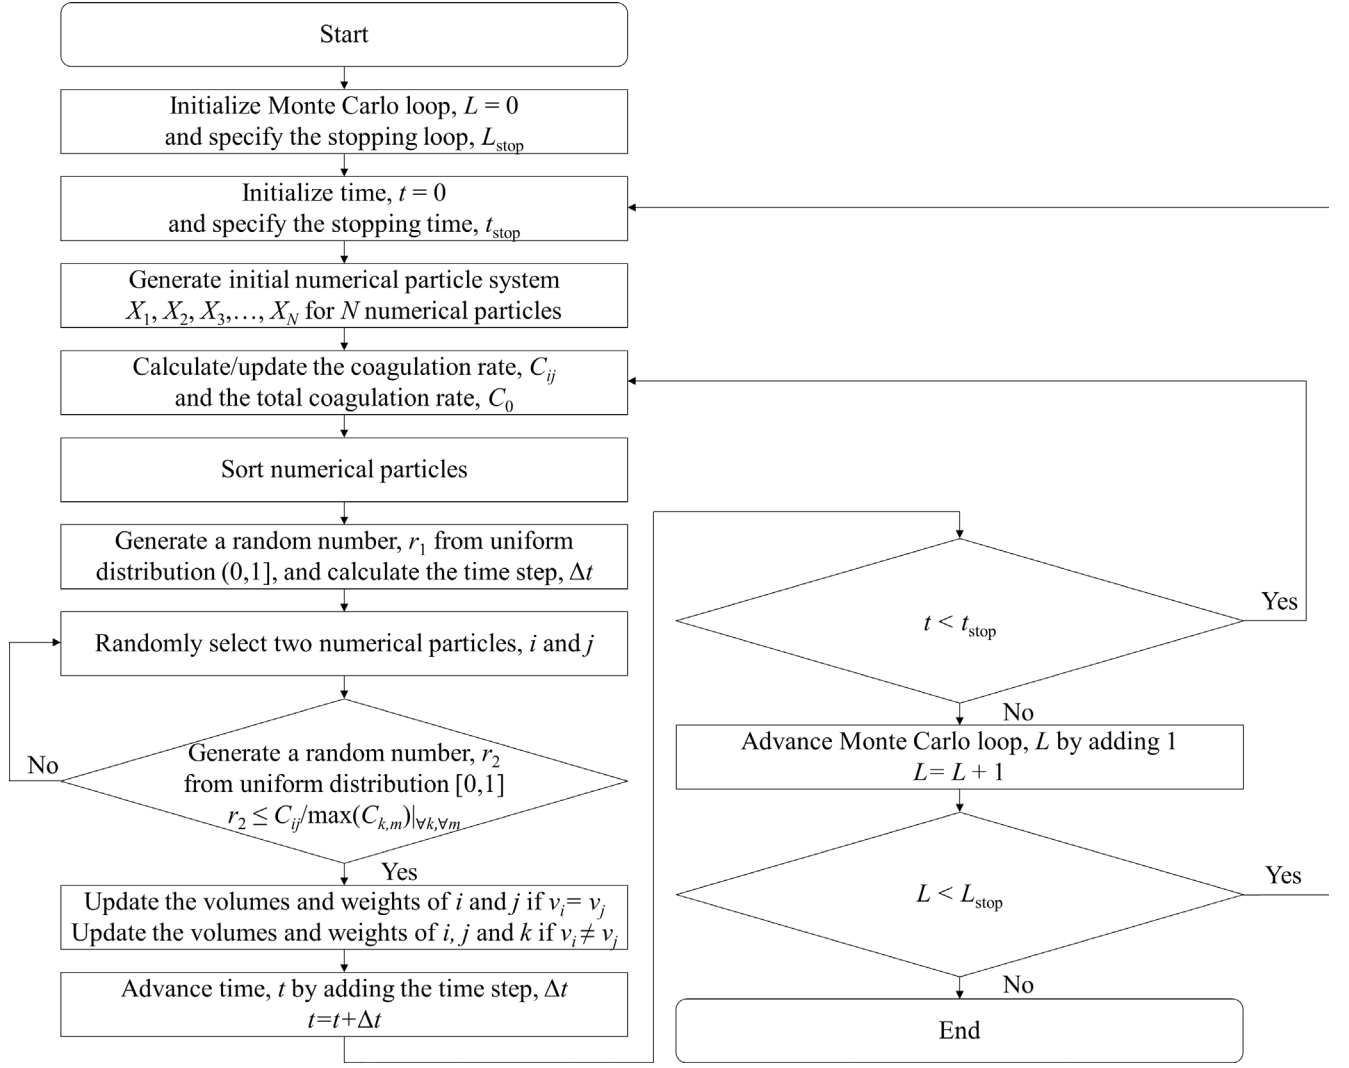 Start
Initialize Monte Carlo loop, L = 0
and specify the stopping loop, Lstop
Initialize time, t = 0
and specify the stopping time, tstop
Generate initial numerical particle system
X1, X2, X3,…, XN for N numerical particles
Calculate/update the coagulation rate, Cij
and the total coagulation rate, C0
Sort numerical particles
Generate a random number, r1 from uniform
distribution (0,1], and calculate the time step, Δt
Randomly select two numerical particles, i and j
Generate a random number, r2
from uniform distribution [0,1]
r2 ≤ Cij/max(Ck,m)|∀k,∀m
No
Yes
Update the volumes and weights of i and j if vi= vj
Update the volumes and weights of i, j and k if vi ≠ vj
Advance time, t by adding the time step, Δt
t=t+Δt
t < tstop
Yes
No
Advance Monte Carlo loop, L by adding 1
L= L + 1
L < Lstop
Yes
No
End